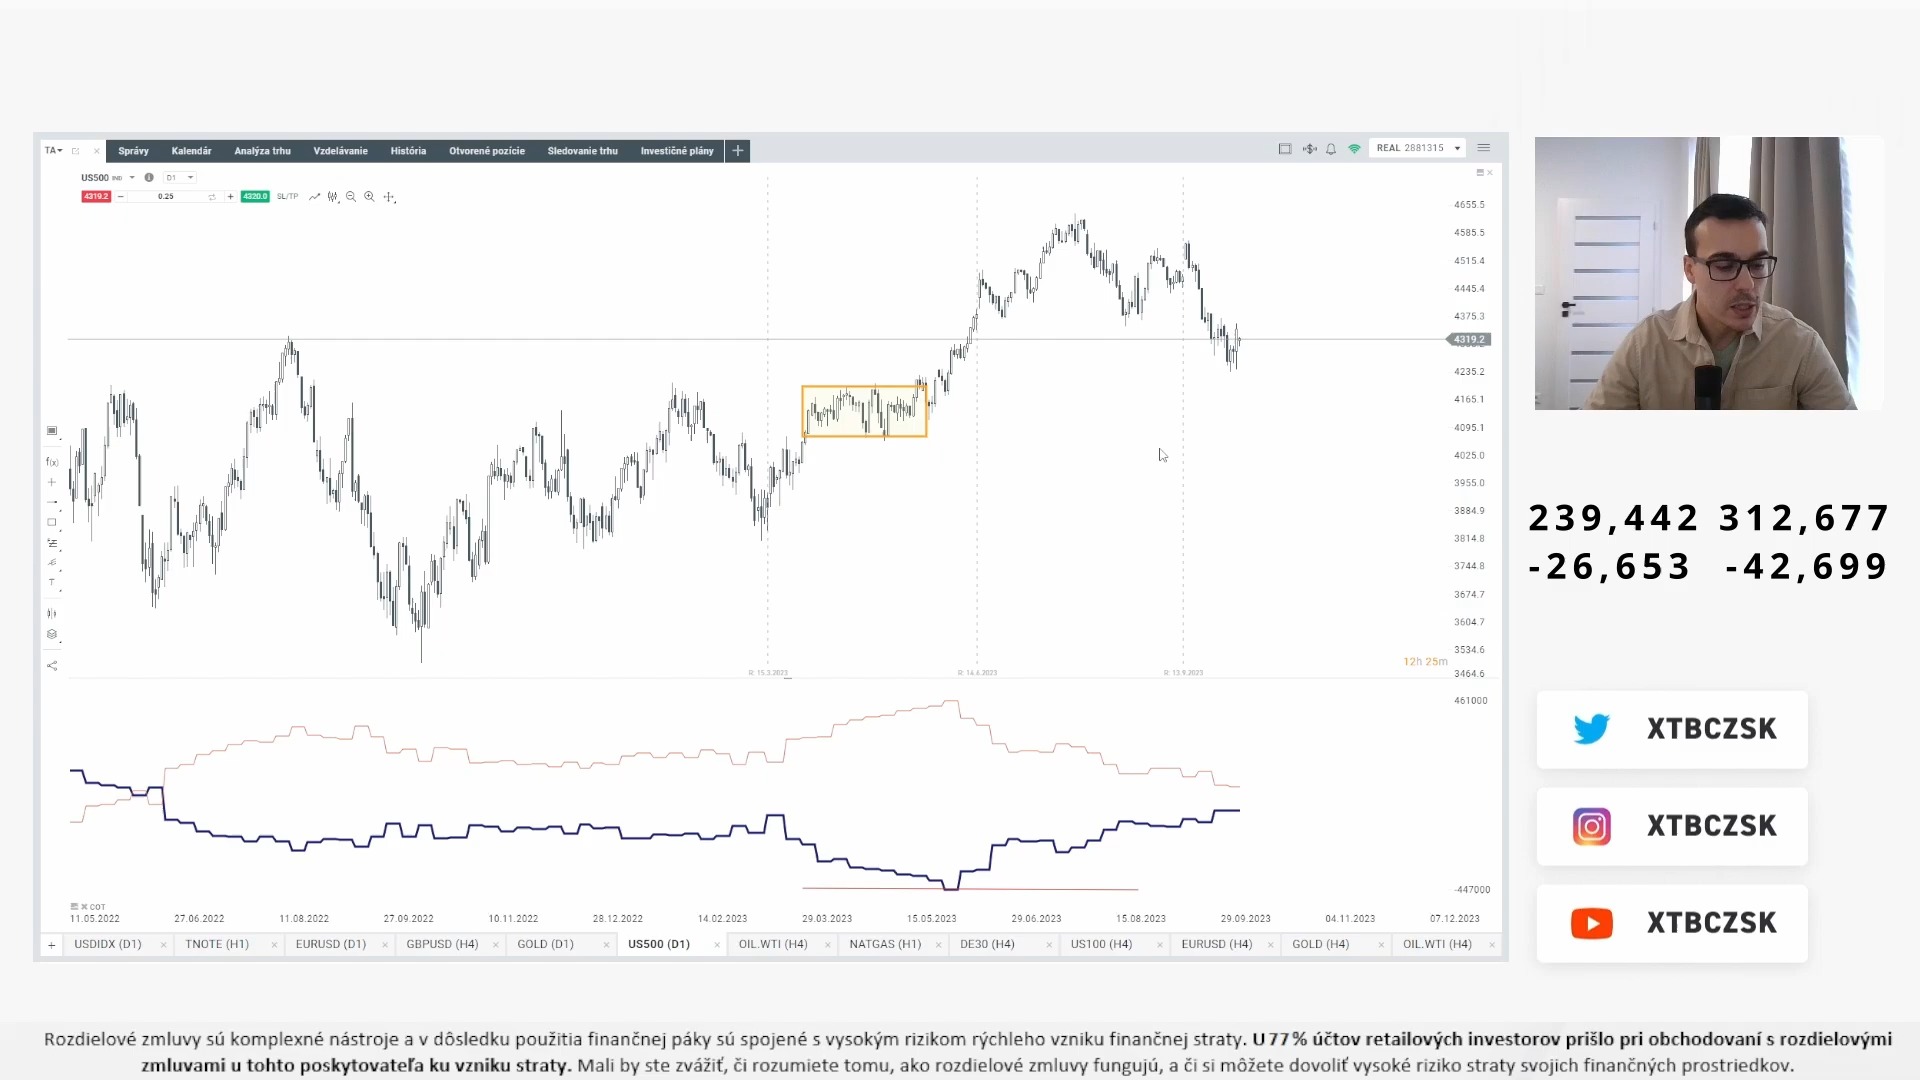 TA
Správy Kalendár Analýza trhu Vzdelávanie História Otvorené pozície Sledovanie trhu Investičné plány
REAL 2881315
US500 IND D1
4319.2 0.25 4320.0 SL/TP
4655.5
4585.5
4515.4
4445.4
4375.3
4319.2
4235.2
4165.1
4095.1
4025.0
3955.0
3884.9
3814.8
3744.8
3674.7
3604.7
3534.6
3464.6
f(x)
T
12h 25m
R: 15.3.2023 R: 14.6.2023 R: 13.9.2023
461000
-447000
COT
11.05.2022 27.06.2022 11.08.2022 27.09.2022 10.11.2022 28.12.2022 14.02.2023 29.03.2023 15.05.2023 29.06.2023 15.08.2023 29.09.2023 04.11.2023 07.12.2023
+ USDIDX (D1) TNOTE (H1) EURUSD (D1) GBPUSD (H4) GOLD (D1) US500 (D1) OIL.WTI (H4) NATGAS (H1) DE30 (H4) US100 (H4) EURUSD (H4) GOLD (H4) OIL.WTI (H4)
239,442 312,677
-26,653 -42,699
XTBCZSK
XTBCZSK
XTBCZSK
Rozdielové zmluvy sú komplexné nástroje a v dôsledku použitia finančnej páky sú spojené s vysokým rizikom rýchleho vzniku finančnej straty. U 77 % účtov retailových investorov prišlo pri obchodovaní s rozdielovými
zmluvami u tohto poskytovateľa ku vzniku straty. Mali by ste zvážiť, či rozumiete tomu, ako rozdielové zmluvy fungujú, a či si môžete dovoliť vysoké riziko straty svojich finančných prostriedkov.